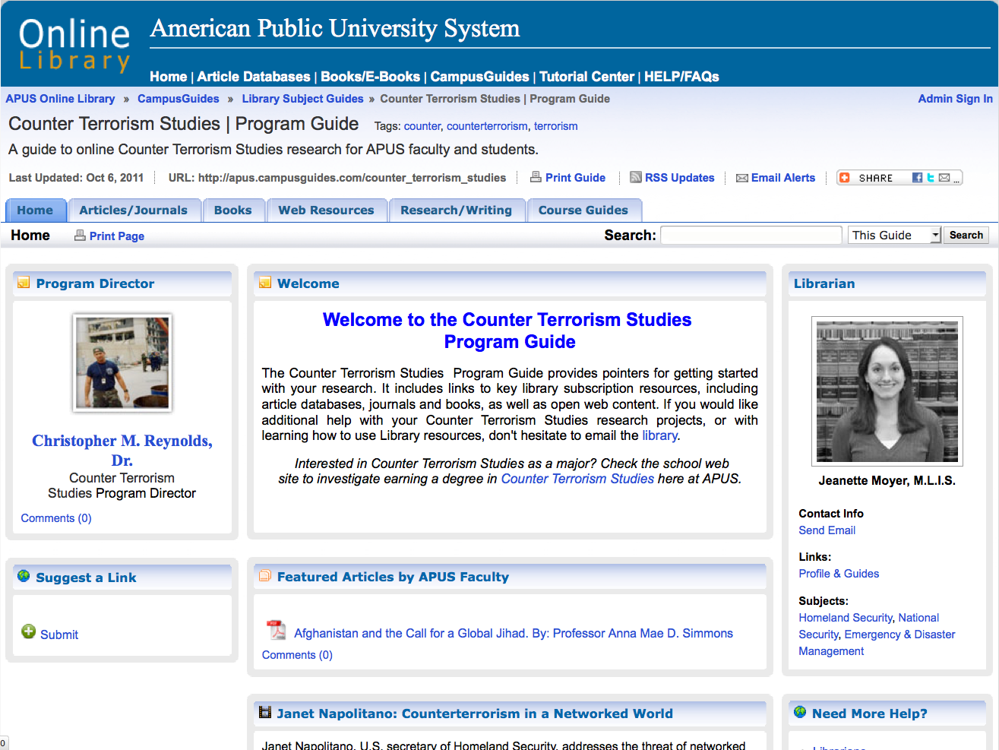 Online
Library
American Public University System
Home | Article Databases | Books/E-Books | CampusGuides | Tutorial Center | HELP/FAQs
APUS Online Library » CampusGuides » Library Subject Guides » Counter Terrorism Studies | Program Guide
Admin Sign In
Counter Terrorism Studies | Program Guide
Tags: counter, counterterrorism, terrorism
A guide to online Counter Terrorism Studies research for APUS faculty and students.
Last Updated: Oct 6, 2011
URL: http://apus.campusguides.com/counter_terrorism_studies
Print Guide
RSS Updates
Email Alerts
SHARE ...
Home
Articles/Journals
Books
Web Resources
Research/Writing
Course Guides
Home
Print Page
Search:
This Guide
Search
Program Director
Christopher M. Reynolds,
Dr.
Counter Terrorism
Studies Program Director
Comments (0)
Suggest a Link
Submit
Welcome
Welcome to the Counter Terrorism Studies
Program Guide
The Counter Terrorism Studies Program Guide provides pointers for getting started
with your research. It includes links to key library subscription resources, including
article databases, journals and books, as well as open web content. If you would like
additional help with your Counter Terrorism Studies research projects, or with
learning how to use Library resources, don't hesitate to email the library.
Interested in Counter Terrorism Studies as a major? Check the school web
site to investigate earning a degree in Counter Terrorism Studies here at APUS.
Featured Articles by APUS Faculty
PDF
Afghanistan and the Call for a Global Jihad. By: Professor Anna Mae D. Simmons
Comments (0)
Janet Napolitano: Counterterrorism in a Networked World
Janet Napolitano, U.S. secretary of Homeland Security, addresses the threat of networked
Librarian
Jeanette Moyer, M.L.I.S.
Contact Info
Send Email
Links:
Profile & Guides
Subjects:
Homeland Security, National
Security, Emergency & Disaster
Management
Need More Help?
Librarians
0